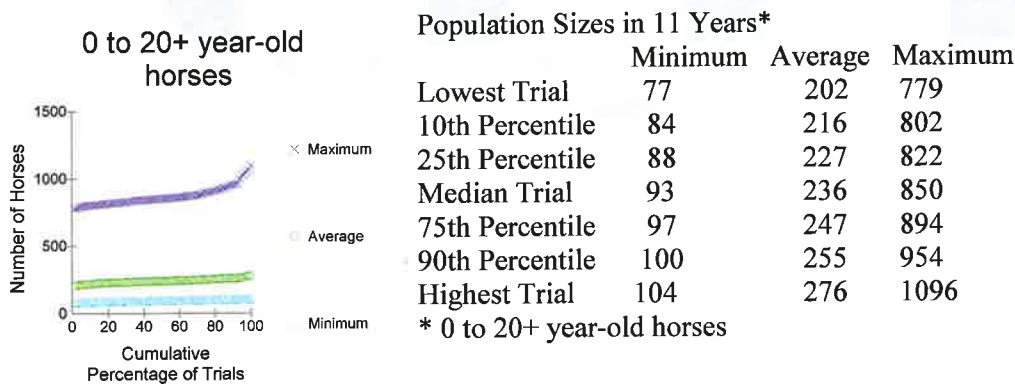 0 to 20+ year-old
horses
1500
1000
500
0
Number of Horses
0 20 40 60 80 100
Cumulative
Percentage of Trials
Maximum
Average
Minimum
Population Sizes in 11 Years*
Minimum Average Maximum
Lowest Trial 77 202 779
10th Percentile 84 216 802
25th Percentile 88 227 822
Median Trial 93 236 850
75th Percentile 97 247 894
90th Percentile 100 255 954
Highest Trial 104 276 1096
* 0 to 20+ year-old horses